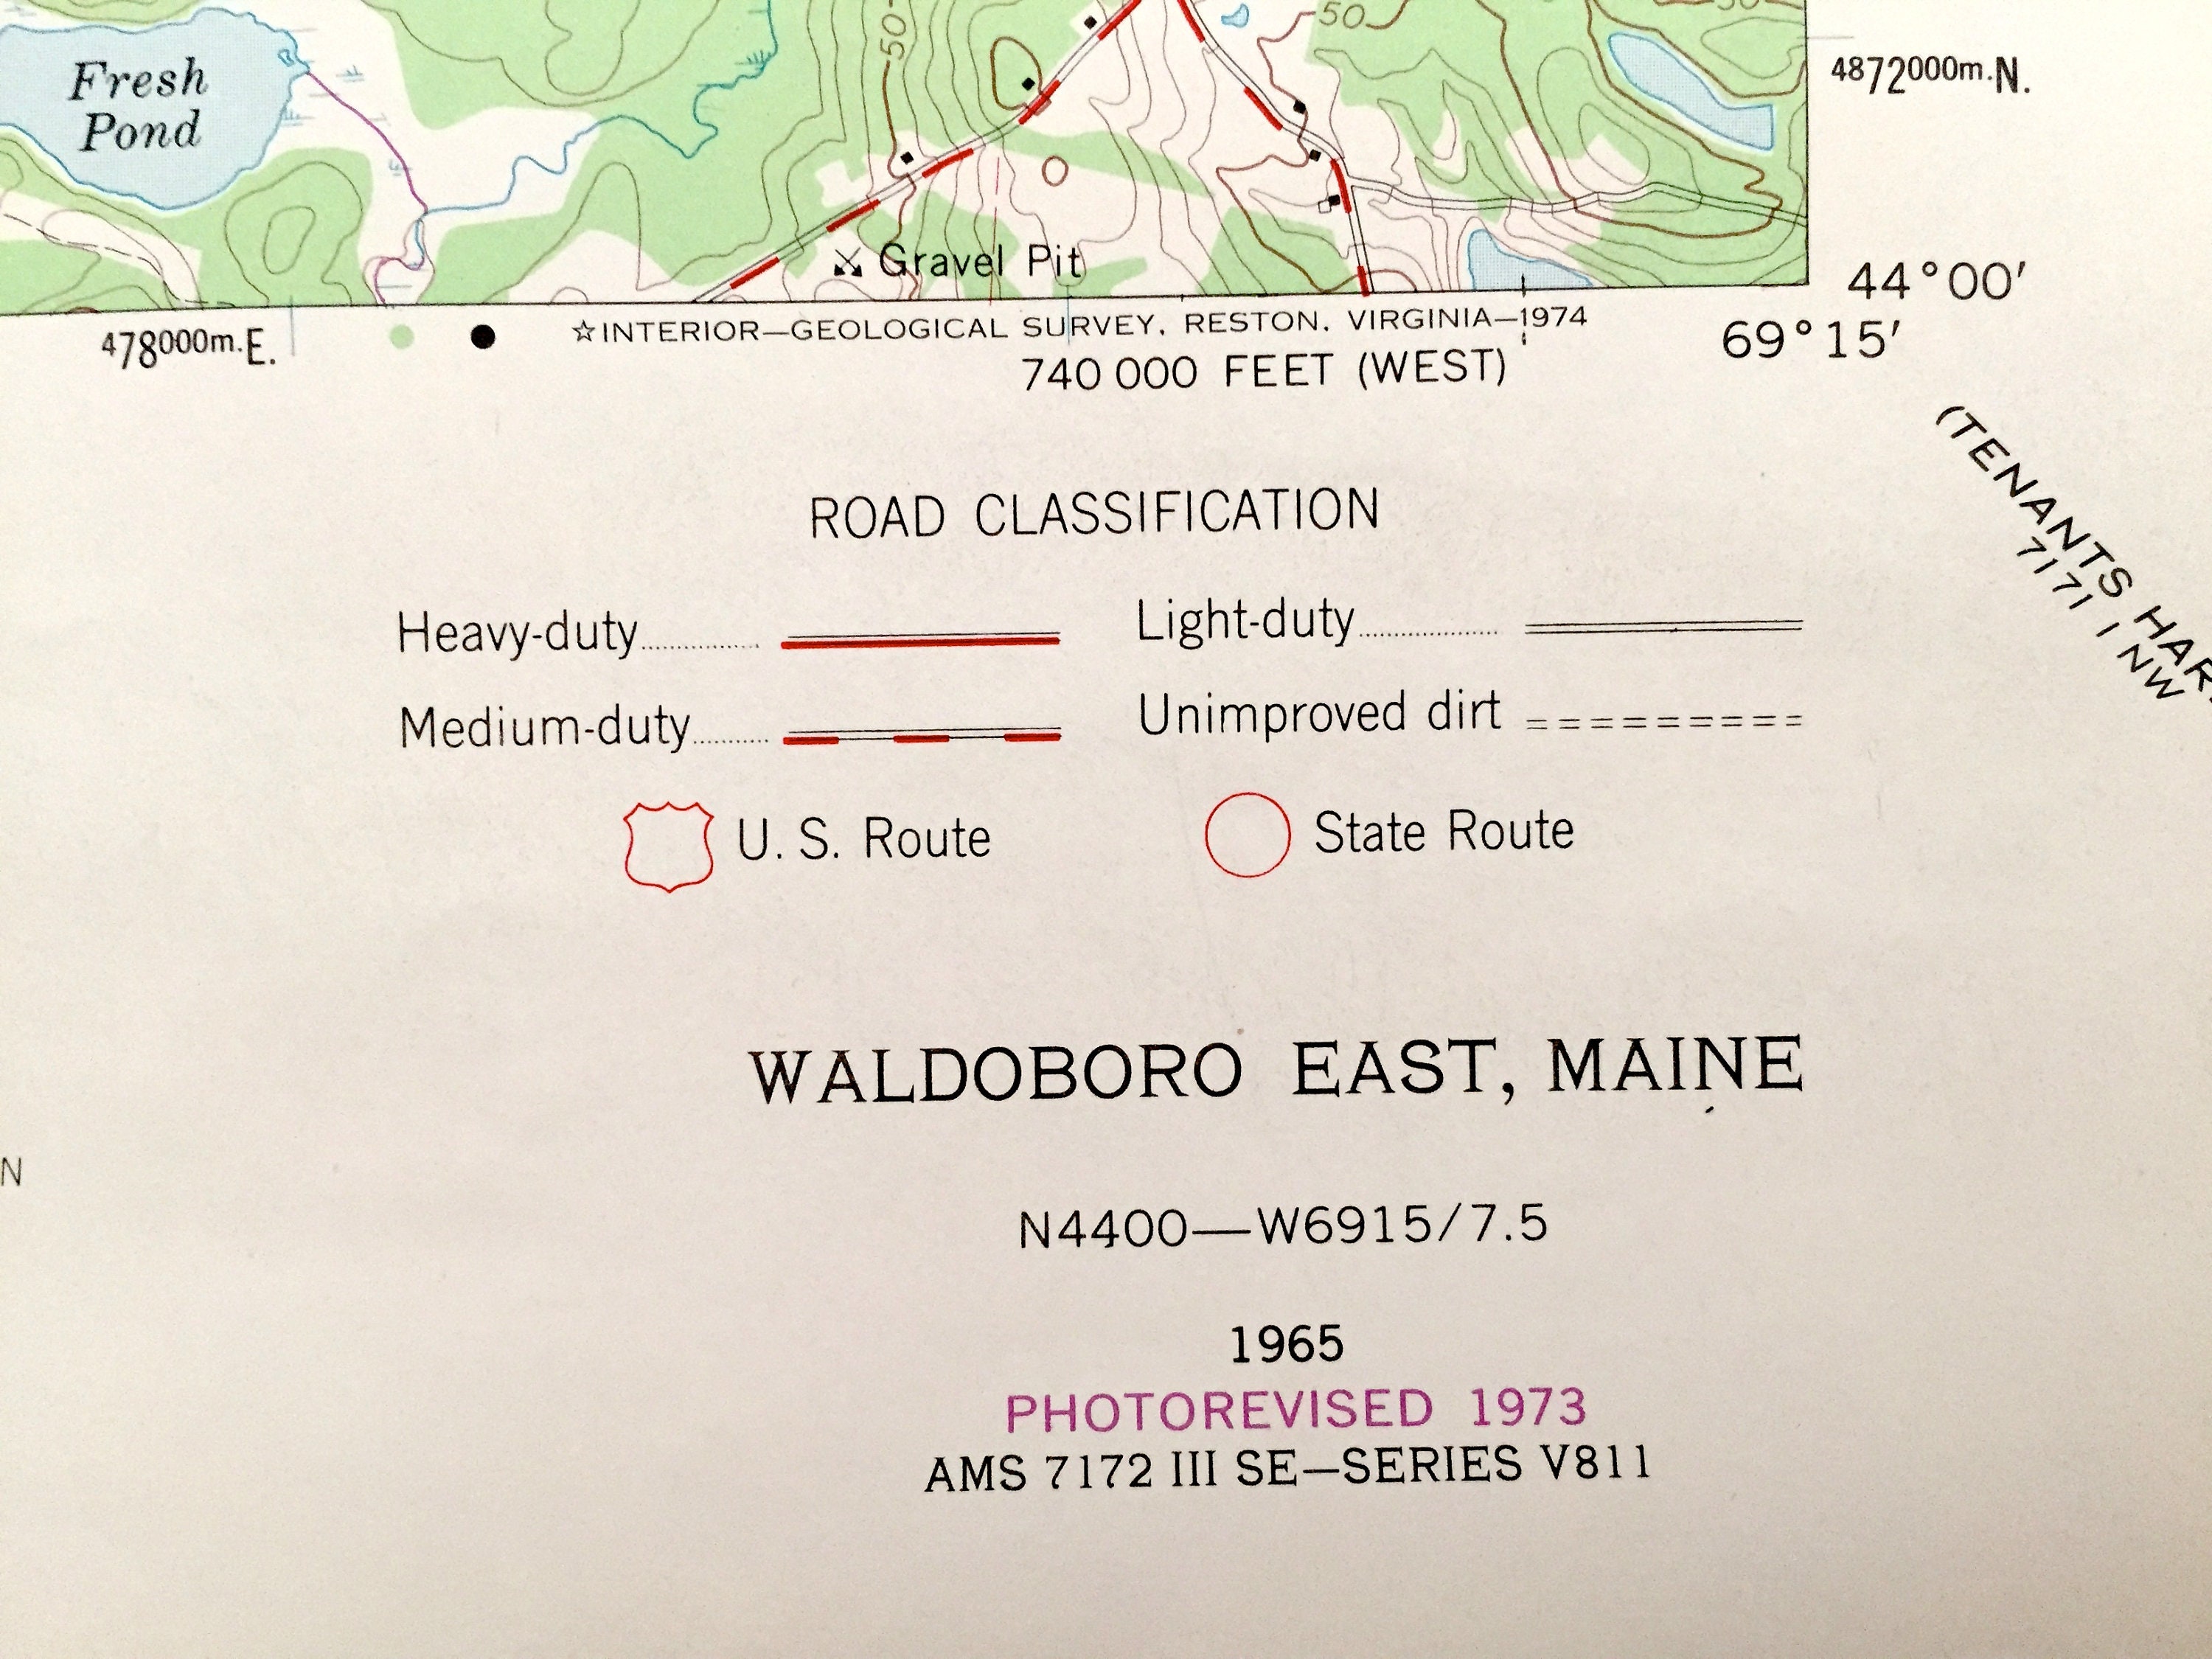 50
50
4872000m.N.
Fresh
Pond
Gravel Pit
44°00′
478000m.E.
☆INTERIOR—GEOLOGICAL SURVEY, RESTON, VIRGINIA—1974
69°15′
740 000 FEET (WEST)
(TENANTS
7171 I NW
ROAD CLASSIFICATION
Heavy-duty
Light-duty
Medium-duty
Unimproved dirt
U. S. Route
State Route
WALDOBORO EAST, MAINE
N
N4400—W6915/7.5
1965
PHOTOREVISED 1973
AMS 7172 III SE—SERIES V811